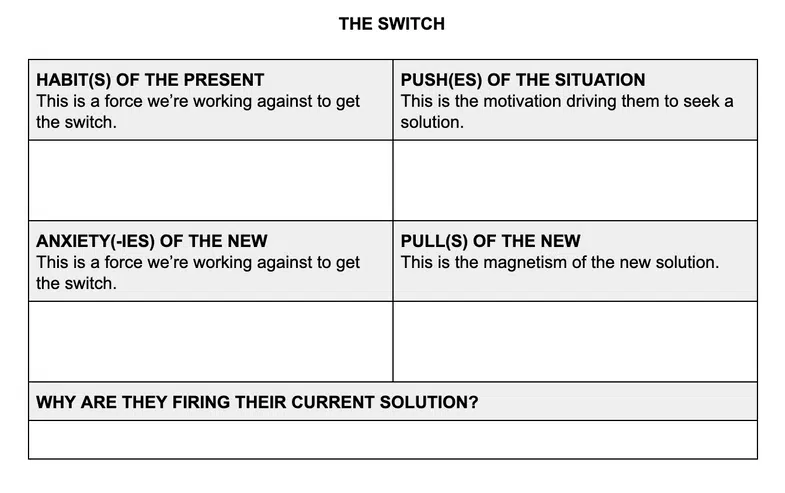 THE SWITCH
HABIT(S) OF THE PRESENT
This is a force we’re working against to get
the switch.
PUSH(ES) OF THE SITUATION
This is the motivation driving them to seek a
solution.
ANXIETY(-IES) OF THE NEW
This is a force we’re working against to get
the switch.
PULL(S) OF THE NEW
This is the magnetism of the new solution.
WHY ARE THEY FIRING THEIR CURRENT SOLUTION?